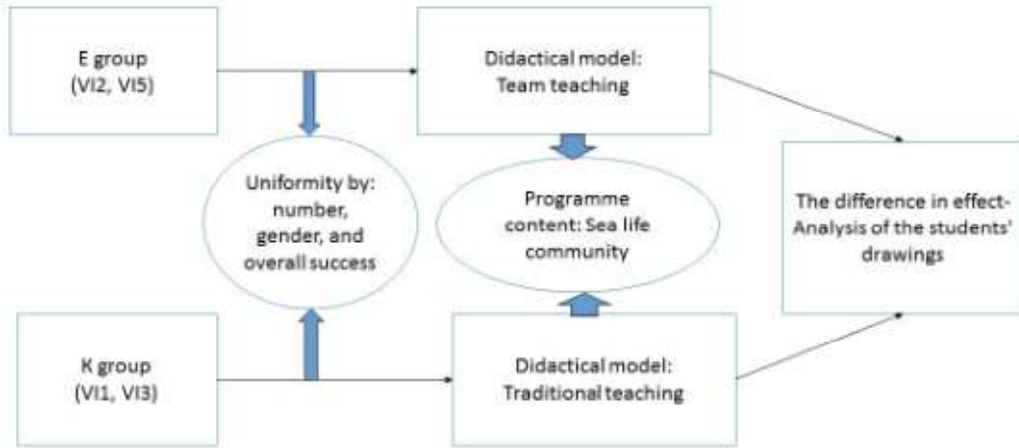 E group
(VI2, VI5)
Didactical model:
Team teaching
Uniformity by:
number,
gender, and
overall success
Programme
content: Sea life
community
The difference in effect-
Analysis of the students'
drawings
K group
(VI1, VI3)
Didactical model:
Traditional teaching